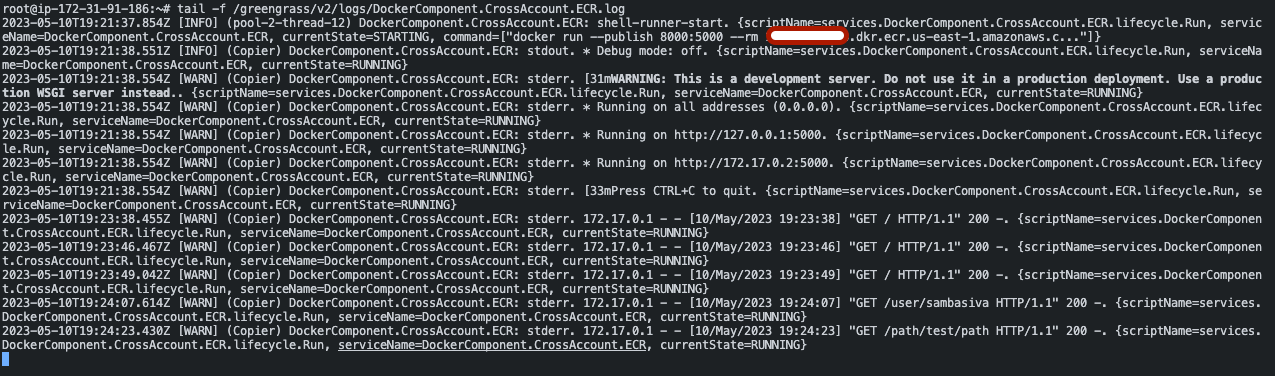 root@ip-172-31-91-186:~# tail -f /greengrass/v2/logs/DockerComponent.CrossAccount.ECR.log
2023-05-10T19:21:37.854Z [INFO] (pool-2-thread-12) DockerComponent.CrossAccount.ECR: shell-runner-start. {scriptName=services.DockerComponent.CrossAccount.ECR.lifecycle.Run, servic
eName=DockerComponent.CrossAccount.ECR, currentState=STARTING, command=["docker run --publish 8000:5000 --rm .dkr.ecr.us-east-1.amazonaws.c..."]}
2023-05-10T19:21:38.551Z [INFO] (Copier) DockerComponent.CrossAccount.ECR: stdout. * Debug mode: off. {scriptName=services.DockerComponent.CrossAccount.ECR.lifecycle.Run, serviceNa
me=DockerComponent.CrossAccount.ECR, currentState=RUNNING}
2023-05-10T19:21:38.554Z [WARN] (Copier) DockerComponent.CrossAccount.ECR: stderr. [31mWARNING: This is a development server. Do not use it in a production deployment. Use a produc
tion WSGI server instead.. {scriptName=services.DockerComponent.CrossAccount.ECR.lifecycle.Run, serviceName=DockerComponent.CrossAccount.ECR, currentState=RUNNING}
2023-05-10T19:21:38.554Z [WARN] (Copier) DockerComponent.CrossAccount.ECR: stderr. * Running on all addresses (0.0.0.0). {scriptName=services.DockerComponent.CrossAccount.ECR.lifec
ycle.Run, serviceName=DockerComponent.CrossAccount.ECR, currentState=RUNNING}
2023-05-10T19:21:38.554Z [WARN] (Copier) DockerComponent.CrossAccount.ECR: stderr. * Running on http://127.0.0.1:5000. {scriptName=services.DockerComponent.CrossAccount.ECR.lifecyc
le.Run, serviceName=DockerComponent.CrossAccount.ECR, currentState=RUNNING}
2023-05-10T19:21:38.554Z [WARN] (Copier) DockerComponent.CrossAccount.ECR: stderr. * Running on http://172.17.0.2:5000. {scriptName=services.DockerComponent.CrossAccount.ECR.lifecy
cle.Run, serviceName=DockerComponent.CrossAccount.ECR, currentState=RUNNING}
2023-05-10T19:21:38.554Z [WARN] (Copier) DockerComponent.CrossAccount.ECR: stderr. [33mPress CTRL+C to quit. {scriptName=services.DockerComponent.CrossAccount.ECR.lifecycle.Run, se
rviceName=DockerComponent.CrossAccount.ECR, currentState=RUNNING}
2023-05-10T19:23:38.455Z [WARN] (Copier) DockerComponent.CrossAccount.ECR: stderr. 172.17.0.1 - - [10/May/2023 19:23:38] "GET / HTTP/1.1" 200 -. {scriptName=services.DockerComponen
t.CrossAccount.ECR.lifecycle.Run, serviceName=DockerComponent.CrossAccount.ECR, currentState=RUNNING}
2023-05-10T19:23:46.467Z [WARN] (Copier) DockerComponent.CrossAccount.ECR: stderr. 172.17.0.1 - - [10/May/2023 19:23:46] "GET / HTTP/1.1" 200 -. {scriptName=services.DockerComponen
t.CrossAccount.ECR.lifecycle.Run, serviceName=DockerComponent.CrossAccount.ECR, currentState=RUNNING}
2023-05-10T19:23:49.042Z [WARN] (Copier) DockerComponent.CrossAccount.ECR: stderr. 172.17.0.1 - - [10/May/2023 19:23:49] "GET / HTTP/1.1" 200 -. {scriptName=services.DockerComponen
t.CrossAccount.ECR.lifecycle.Run, serviceName=DockerComponent.CrossAccount.ECR, currentState=RUNNING}
2023-05-10T19:24:07.614Z [WARN] (Copier) DockerComponent.CrossAccount.ECR: stderr. 172.17.0.1 - - [10/May/2023 19:24:07] "GET /user/sambasiva HTTP/1.1" 200 -. {scriptName=services.
DockerComponent.CrossAccount.ECR.lifecycle.Run, serviceName=DockerComponent.CrossAccount.ECR, currentState=RUNNING}
2023-05-10T19:24:23.430Z [WARN] (Copier) DockerComponent.CrossAccount.ECR: stderr. 172.17.0.1 - - [10/May/2023 19:24:23] "GET /path/test/path HTTP/1.1" 200 -. {scriptName=services.
DockerComponent.CrossAccount.ECR.lifecycle.Run, serviceName=DockerComponent.CrossAccount.ECR, currentState=RUNNING}